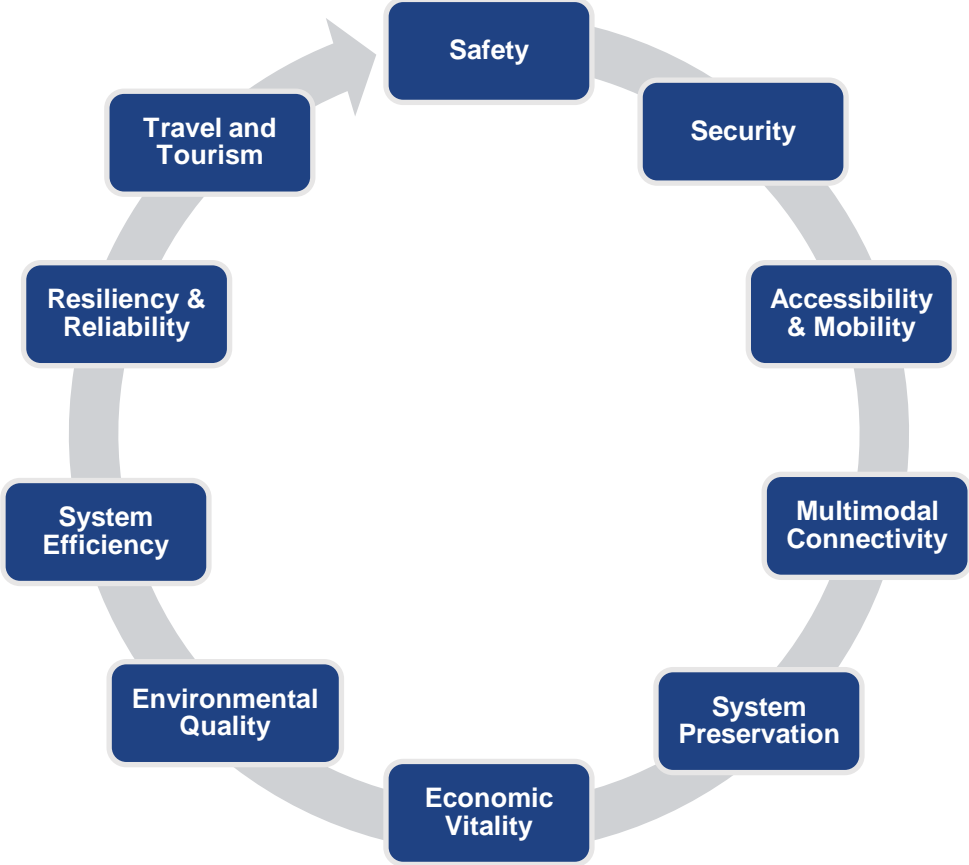 Safety
Security
Accessibility
& Mobility
Multimodal
Connectivity
System
Preservation
Economic
Vitality
Environmental
Quality
System
Efficiency
Resiliency &
Reliability
Travel and
Tourism